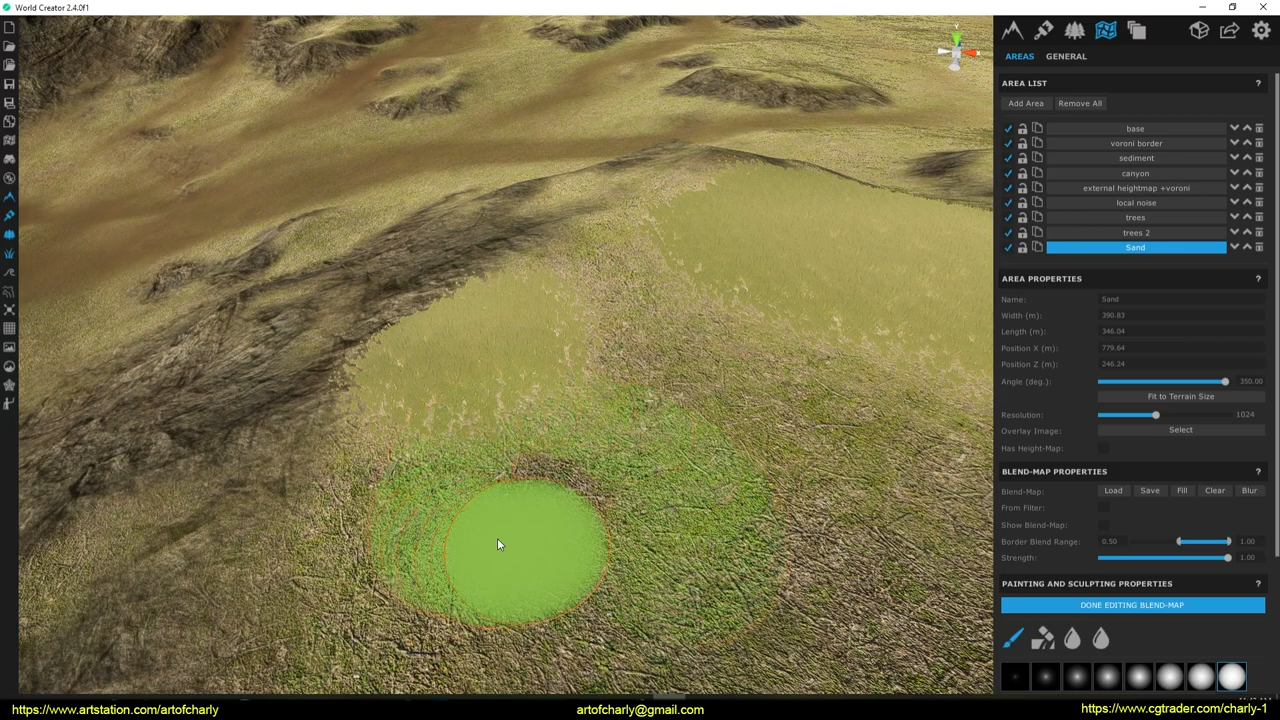 World Creator 2.4.0f1
AREAS GENERAL
AREA LIST ?
Add Area Remove All
base
voroni border
sediment
canyon
external heightmap +voroni
local noise
trees
trees 2
Sand
AREA PROPERTIES ?
Name: Sand
Width (m): 390.83
Length (m): 346.04
Position X (m): 779.64
Position Z (m): 246.24
Angle (deg.): 350.00
Fit to Terrain Size
Resolution: 1024
Overlay Image: Select
Has Height-Map:
BLEND-MAP PROPERTIES ?
Blend-Map: Load Save Fill Clear Blur
From Filter:
Show Blend-Map:
Border Blend Range: 0.50 1.00
Strength: 1.00
PAINTING AND SCULPTING PROPERTIES ?
DONE EDITING BLEND-MAP
https://www.artstation.com/artofcharly artofcharly@gmail.com https://www.cgtrader.com/charly-1